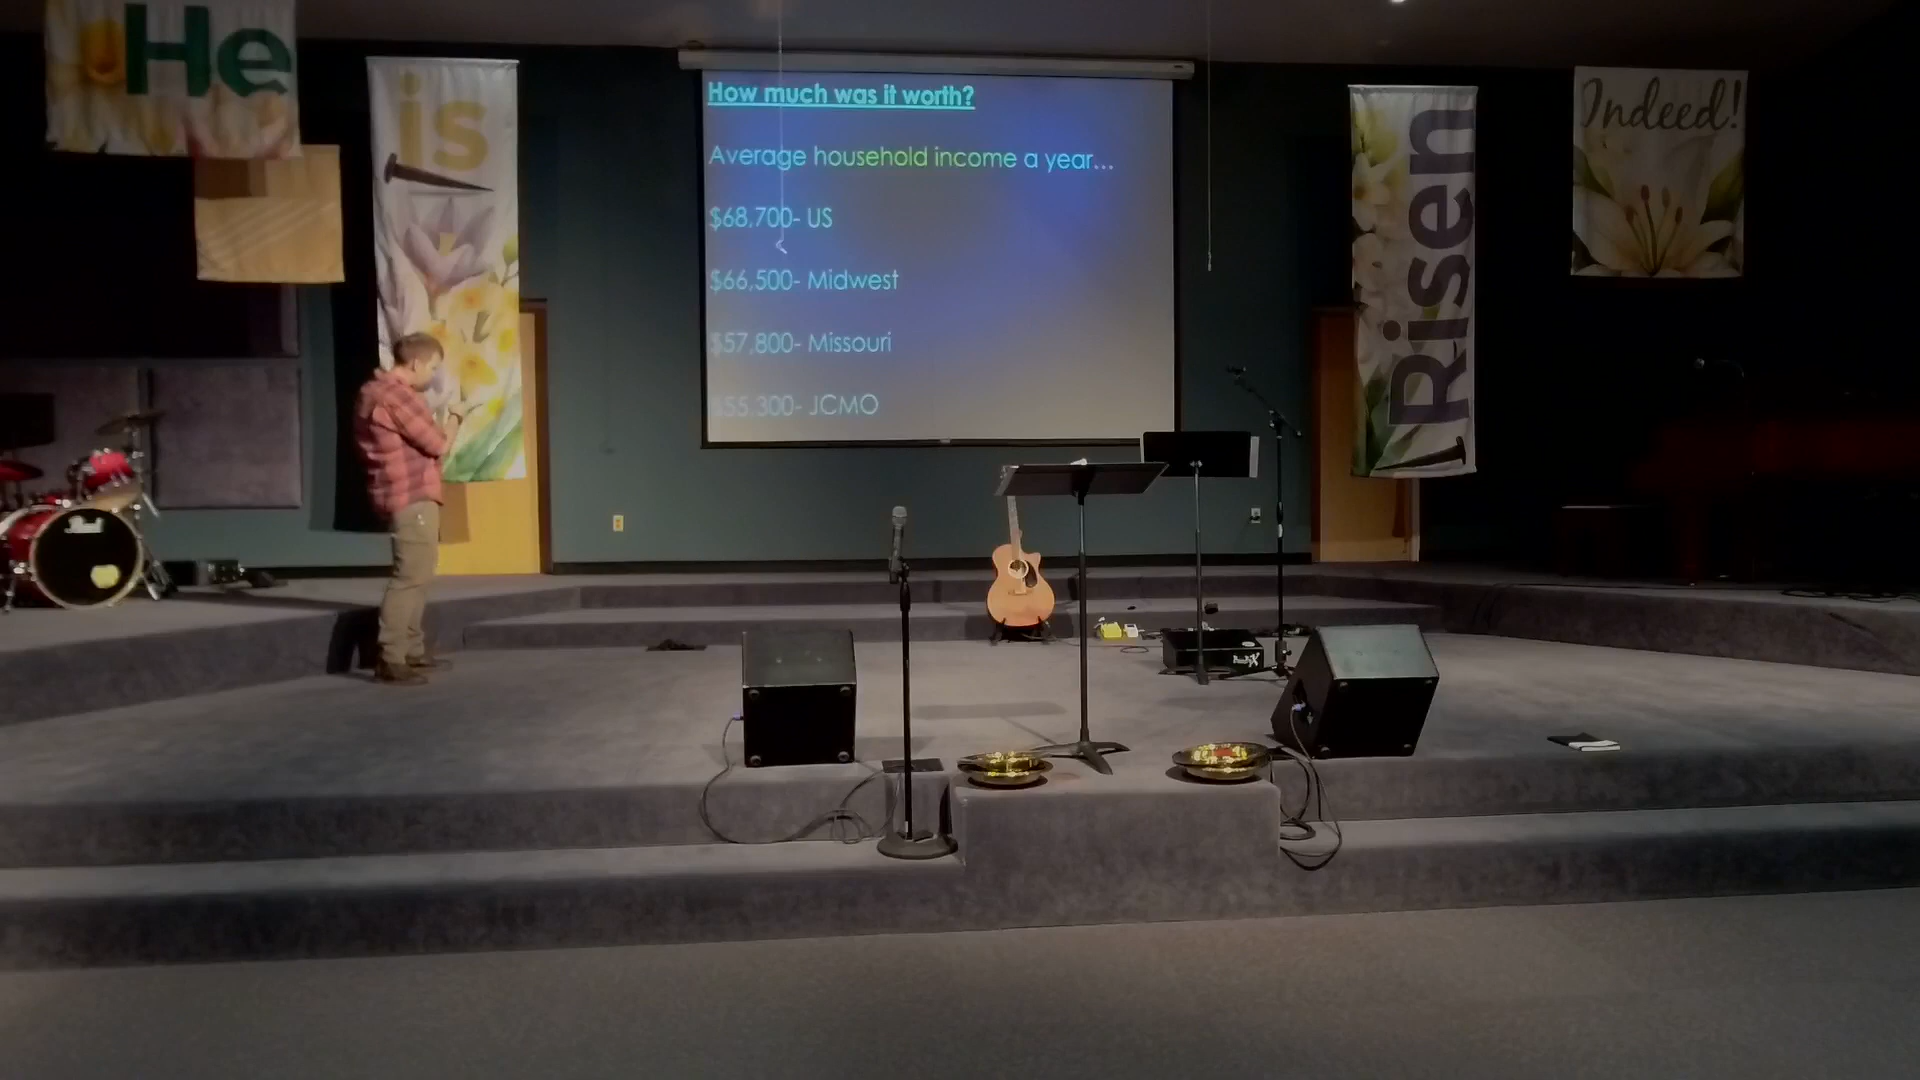 He
is
How much was it worth?
Average household income a year...
$68,700- US
$66,500- Midwest
$57,800- Missouri
$55,300- JCMO
Risen
Indeed!
Pearl